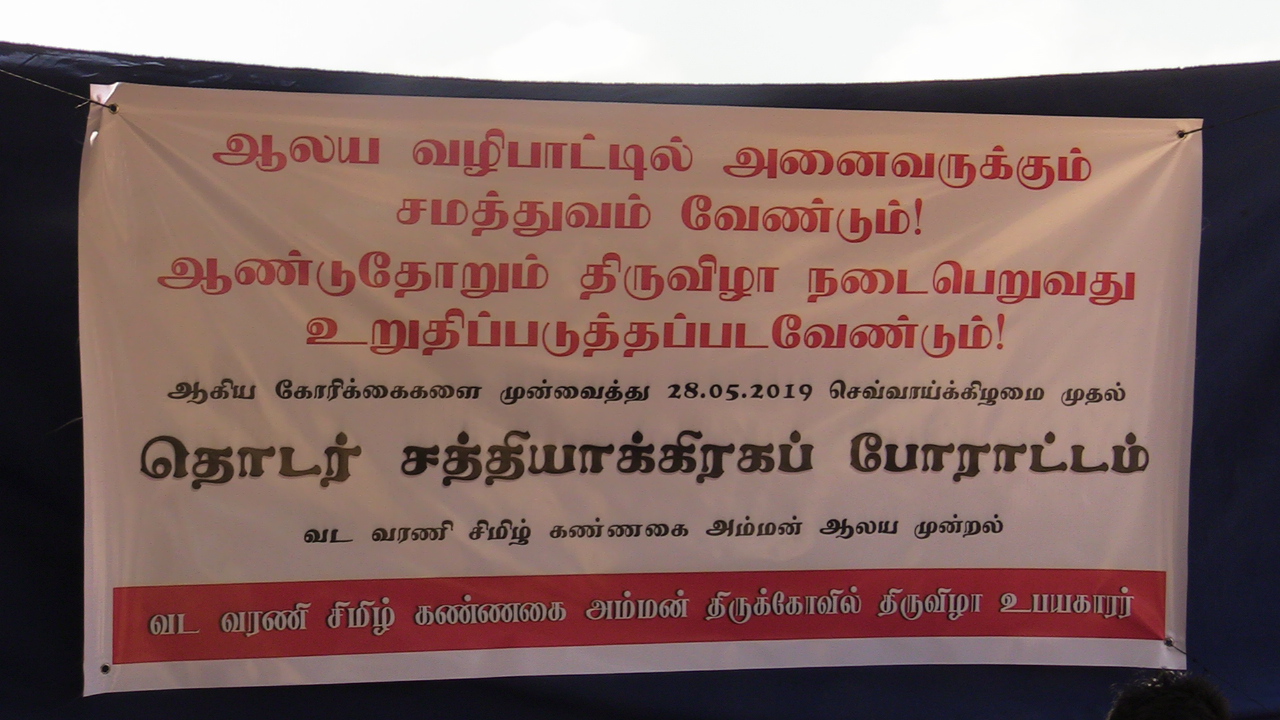 ஆலய வழிபாட்டில் அனைவருக்கும்
சமத்துவம் வேண்டும்!
ஆண்டுதோறும் திருவிழா நடைபெறுவது
உறுதிப்படுத்தப்படவேண்டும்!
ஆகிய கோரிக்கைகளை முன்வைத்து 28.05.2019 செவ்வாய்க்கிழமை முதல்
தொடர் சத்தியாக்கிரகப் போராட்டம்
வட வரணி சிமிழ் கண்ணகை அம்மன் ஆலய முன்றல்
வட வரணி சிமிழ் கண்ணகை அம்மன் திருக்கோவில் திருவிழா உபயகாரர்